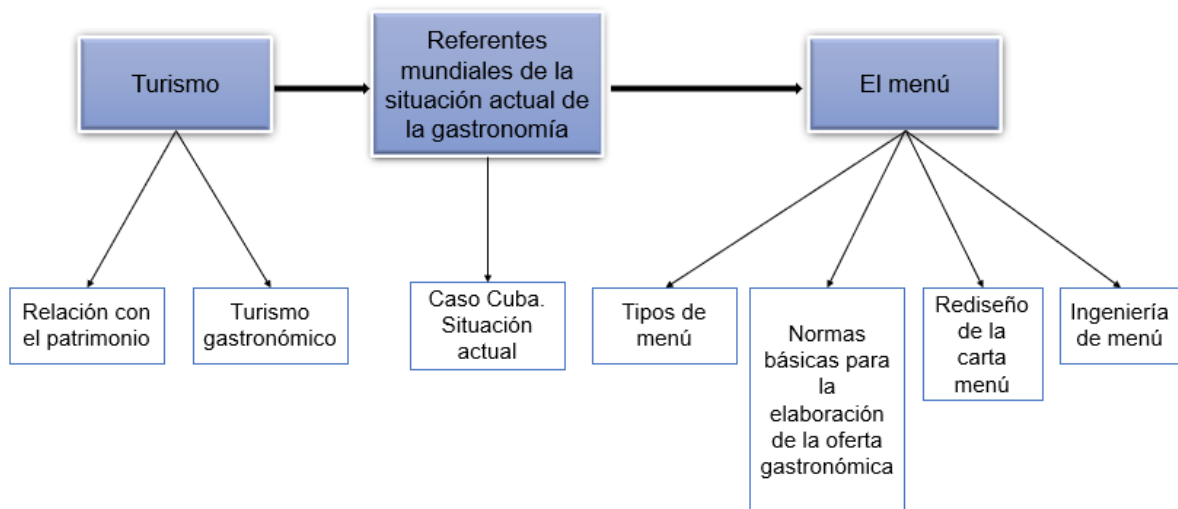 Turismo
Referentes
mundiales de la
situación actual de
la gastronomía
El menú
Relación con
el patrimonio
Turismo
gastronómico
Caso Cuba.
Situación
actual
Tipos de
menú
Normas
básicas para
la
elaboración
de la oferta
gastronómica
Rediseño
de la
carta
menú
Ingeniería
de menú